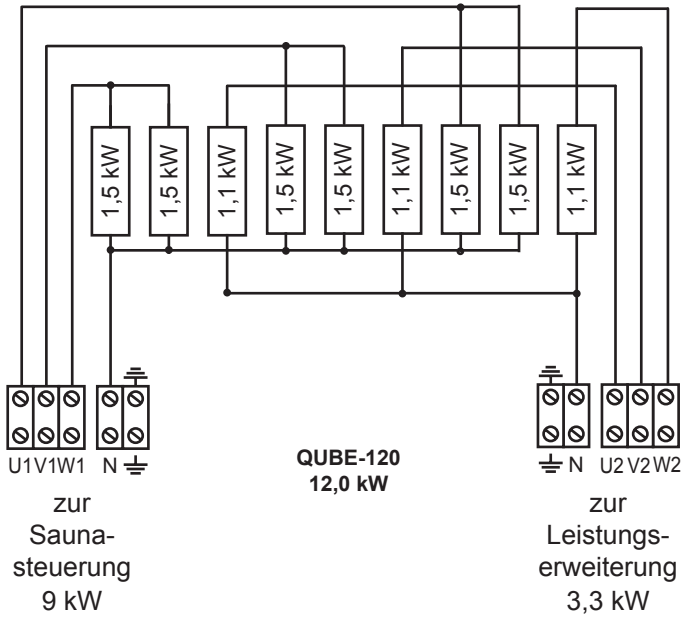 1,5 kW
1,5 kW
1,1 kW
1,5 kW
1,5 kW
1,1 kW
1,5 kW
1,5 kW
1,1 kW
U1 V1 W1 N
N U2 V2 W2
QUBE-120
12,0 kW
zur
Sauna-
steuerung
9 kW
zur
Leistungs-
erweiterung
3,3 kW